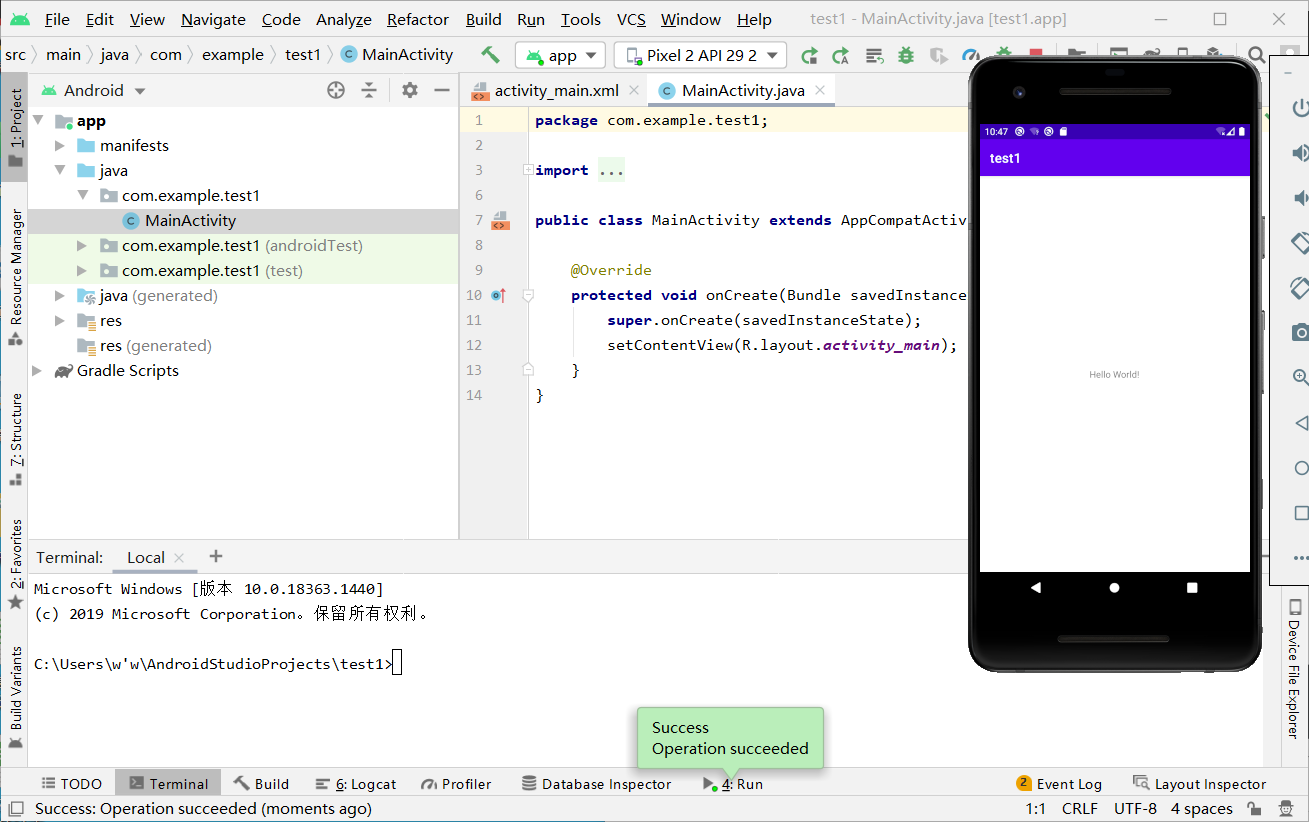 File Edit View Navigate Code Analyze Refactor Build Run Tools VCS Window Help test1 - MainActivity.java [test1.app]
src main java com example test1 MainActivity app Pixel 2 API 29 2
1: Project
Resource Manager
Z: Structure
2: Favorites
Build Variants
Android
app
manifests
java
com.example.test1
MainActivity
com.example.test1 (androidTest)
com.example.test1 (test)
java (generated)
res
res (generated)
Gradle Scripts
activity_main.xml MainActivity.java
1 package com.example.test1;
2
3 import ...
6
7 public class MainActivity extends AppCompatActiv
8
9 @Override
10 protected void onCreate(Bundle savedInstance
11 super.onCreate(savedInstanceState);
12 setContentView(R.layout.activity_main);
13 }
14 }
10:47
test1
Hello World!
Device File Explorer
Terminal: Local
Microsoft Windows [版本 10.0.18363.1440]
(c) 2019 Microsoft Corporation。保留所有权利。
C:\Users\w'w\AndroidStudioProjects\test1>
Success
Operation succeeded
TODO Terminal Build 6: Logcat Profiler Database Inspector 4: Run 2 Event Log Layout Inspector
Success: Operation succeeded (moments ago) 1:1 CRLF UTF-8 4 spaces